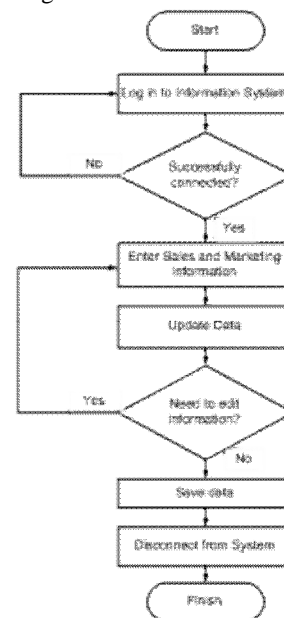 Start
Log in to Information System
Successfully
connected?
No
Yes
Enter Sales and Marketing
Information
Update Data
Need to edit
information?
Yes
No
Save data
Disconnect from System
Finish